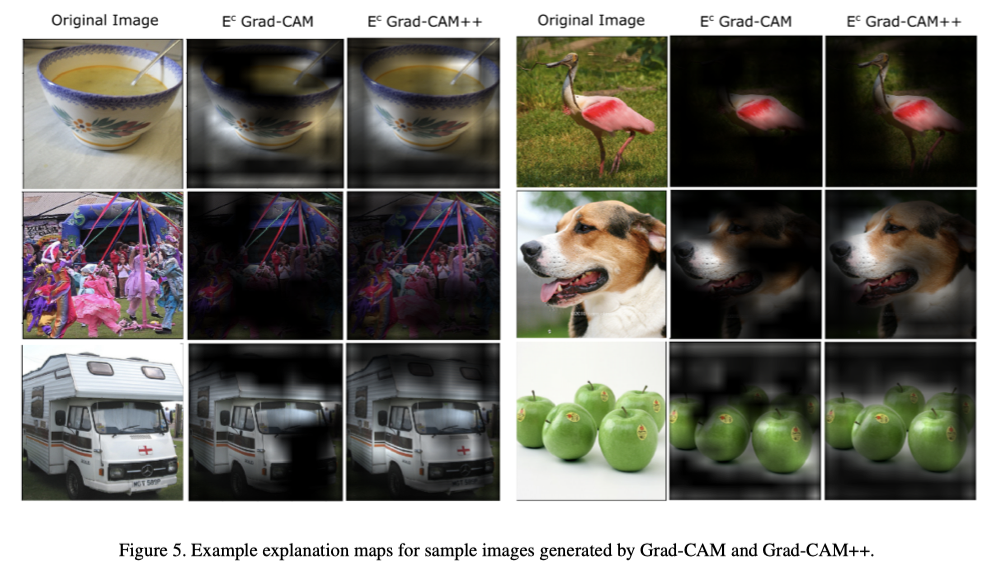 Original Image E^c Grad-CAM E^c Grad-CAM++ Original Image E^c Grad-CAM E^c Grad-CAM++
Figure 5. Example explanation maps for sample images generated by Grad-CAM and Grad-CAM++.